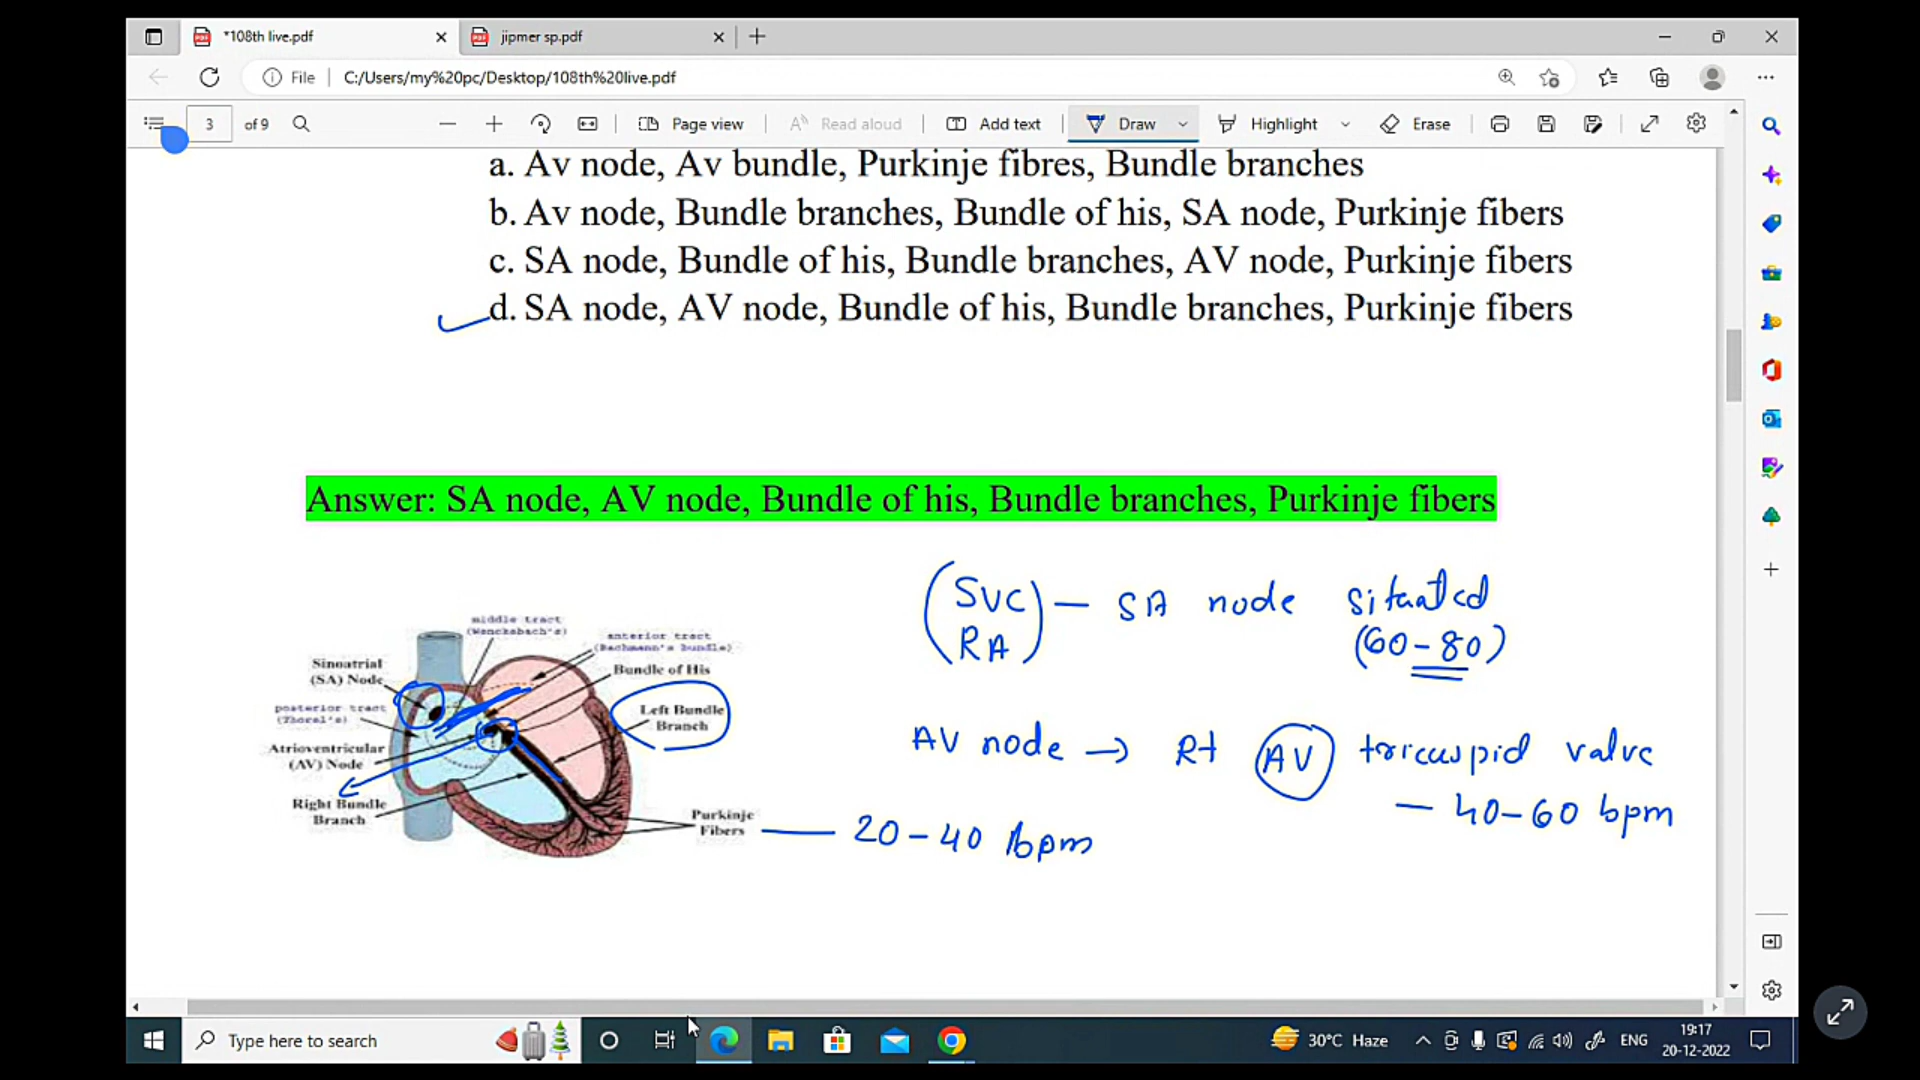 *108th live.pdf
jipmer sp.pdf
File
C:/Users/my%20pc/Desktop/108th%20live.pdf
3 of 9
Page view
Read aloud
Add text
Draw
Highlight
Erase
a. Av node, Av bundle, Purkinje fibres, Bundle branches
b. Av node, Bundle branches, Bundle of his, SA node, Purkinje fibers
c. SA node, Bundle of his, Bundle branches, AV node, Purkinje fibers
d. SA node, AV node, Bundle of his, Bundle branches, Purkinje fibers
Answer: SA node, AV node, Bundle of his, Bundle branches, Purkinje fibers
middle tract
(Wenckebach's)
anterior tract
(Bachmann's bundle)
Sinoatrial
(SA) Node
Bundle of His
posterior tract
(Thorel's)
Left Bundle
Branch
Atrioventricular
(AV) Node
Right Bundle
Branch
Purkinje
Fibers
20-40 bpm
(SVC
RA) — SA node situated
(60-80)
AV node → Rt AV tricuspid valve
— 40-60 bpm
Type here to search
30°C Haze
ENG
19:17
20-12-2022